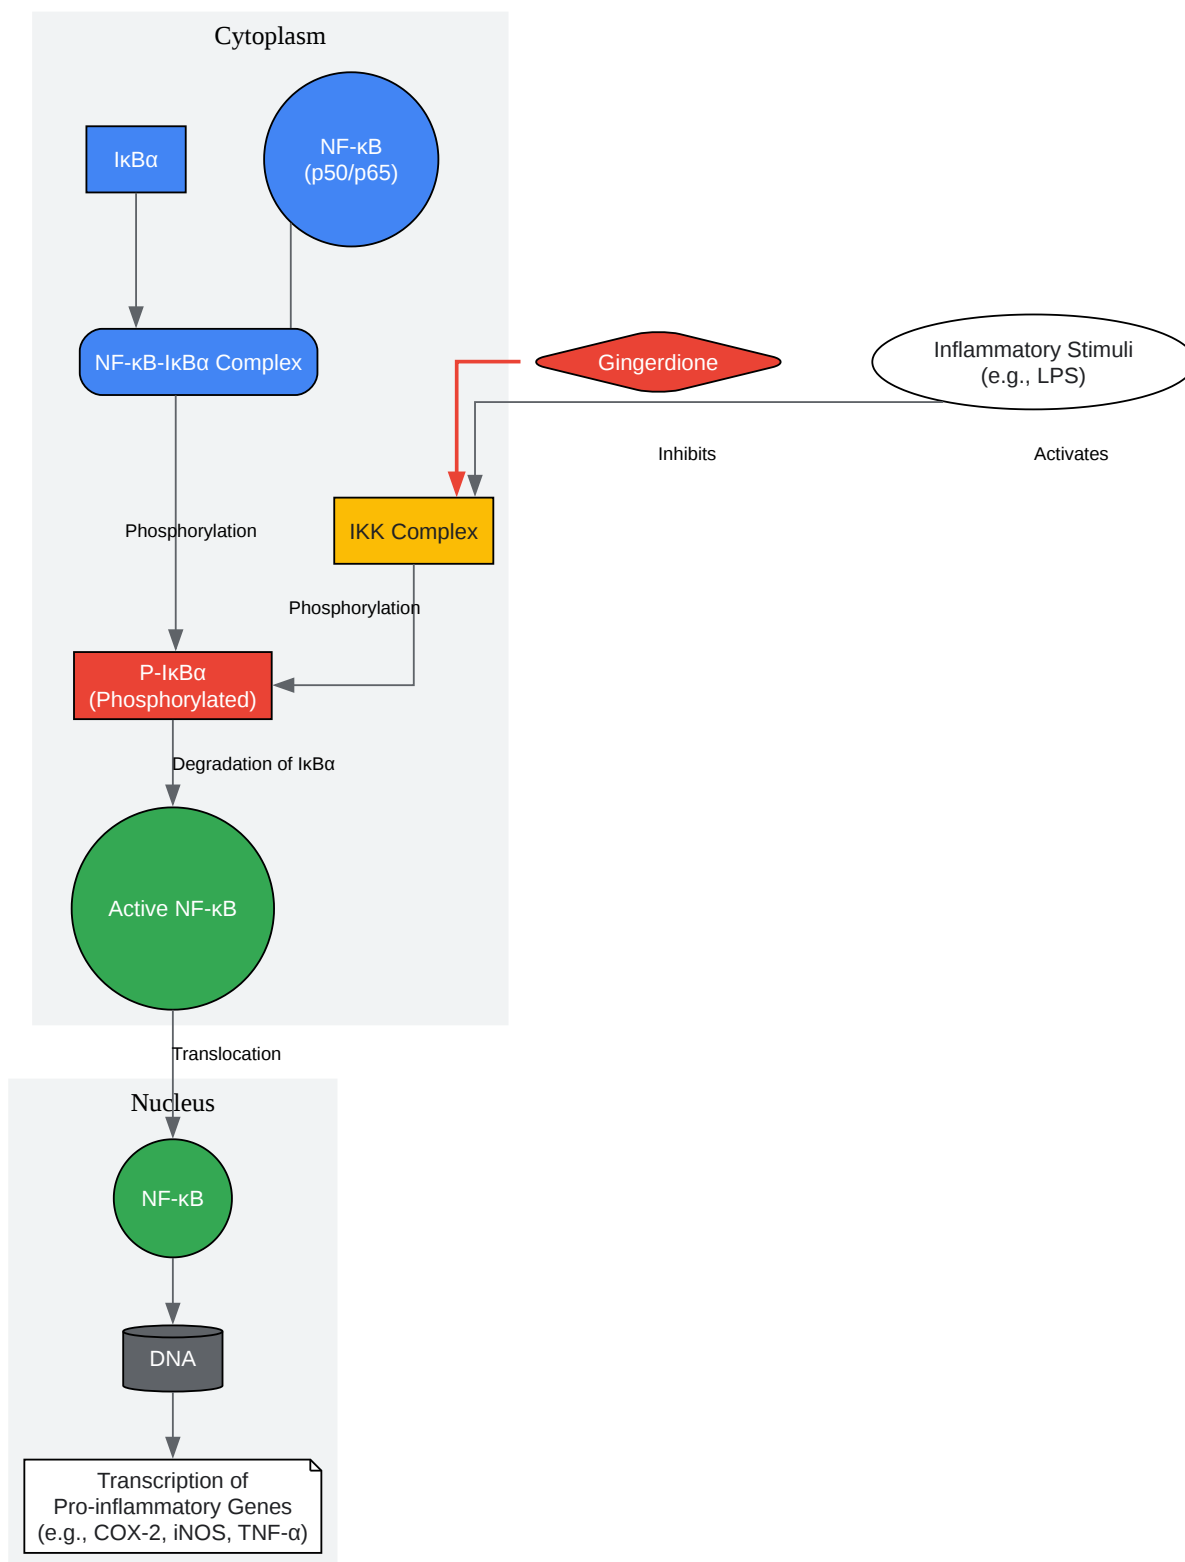 Cytoplasm
IκBα
NF-κB
(p50/p65)
NF-κB-IκBα Complex
Gingerdione
Inflammatory Stimuli
(e.g., LPS)
Inhibits
Activates
Phosphorylation
IKK Complex
Phosphorylation
P-IκBα
(Phosphorylated)
Degradation of IκBα
Active NF-κB
Translocation
Nucleus
NF-κB
DNA
Transcription of
Pro-inflammatory Genes
(e.g., COX-2, iNOS, TNF-α)